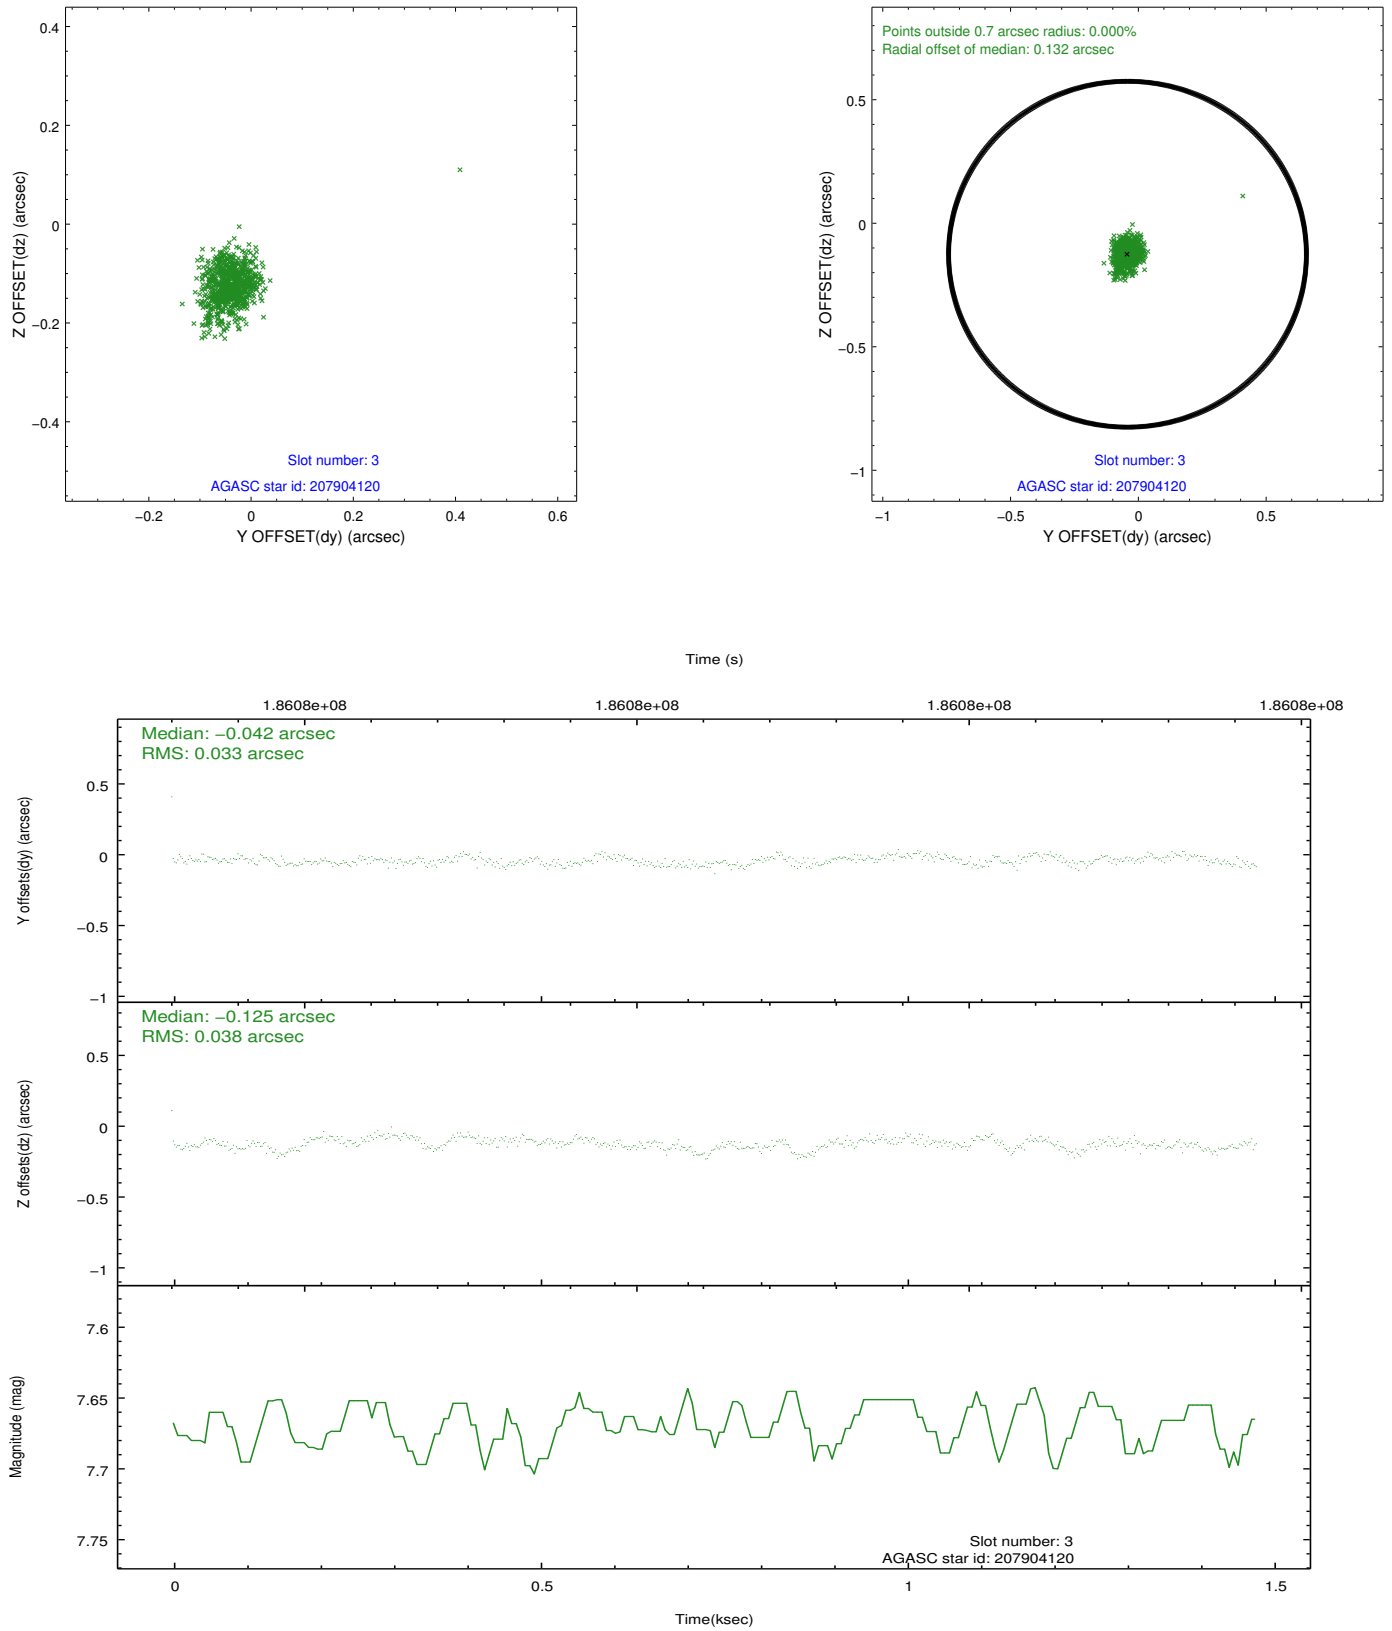 0.4
0.2
0
−0.2
−0.4
Z OFFSET(dz) (arcsec)
Slot number: 3
AGASC star id: 207904120
−0.2 0 0.2 0.4 0.6
Y OFFSET(dy) (arcsec)
Points outside 0.7 arcsec radius: 0.000%
Radial offset of median: 0.132 arcsec
0.5
0
−0.5
−1
Z OFFSET(dz) (arcsec)
Slot number: 3
AGASC star id: 207904120
−1 −0.5 0 0.5
Y OFFSET(dy) (arcsec)
Time (s)
1.8608e+08 1.8608e+08 1.8608e+08 1.8608e+08
Median: −0.042 arcsec
RMS: 0.033 arcsec
0.5
0
−0.5
−1
Y offsets(dy) (arcsec)
Median: −0.125 arcsec
RMS: 0.038 arcsec
0.5
0
−0.5
−1
Z offsets(dz) (arcsec)
7.6
7.65
7.7
7.75
Magnitude (mag)
Slot number: 3
AGASC star id: 207904120
0 0.5 1 1.5
Time(ksec)